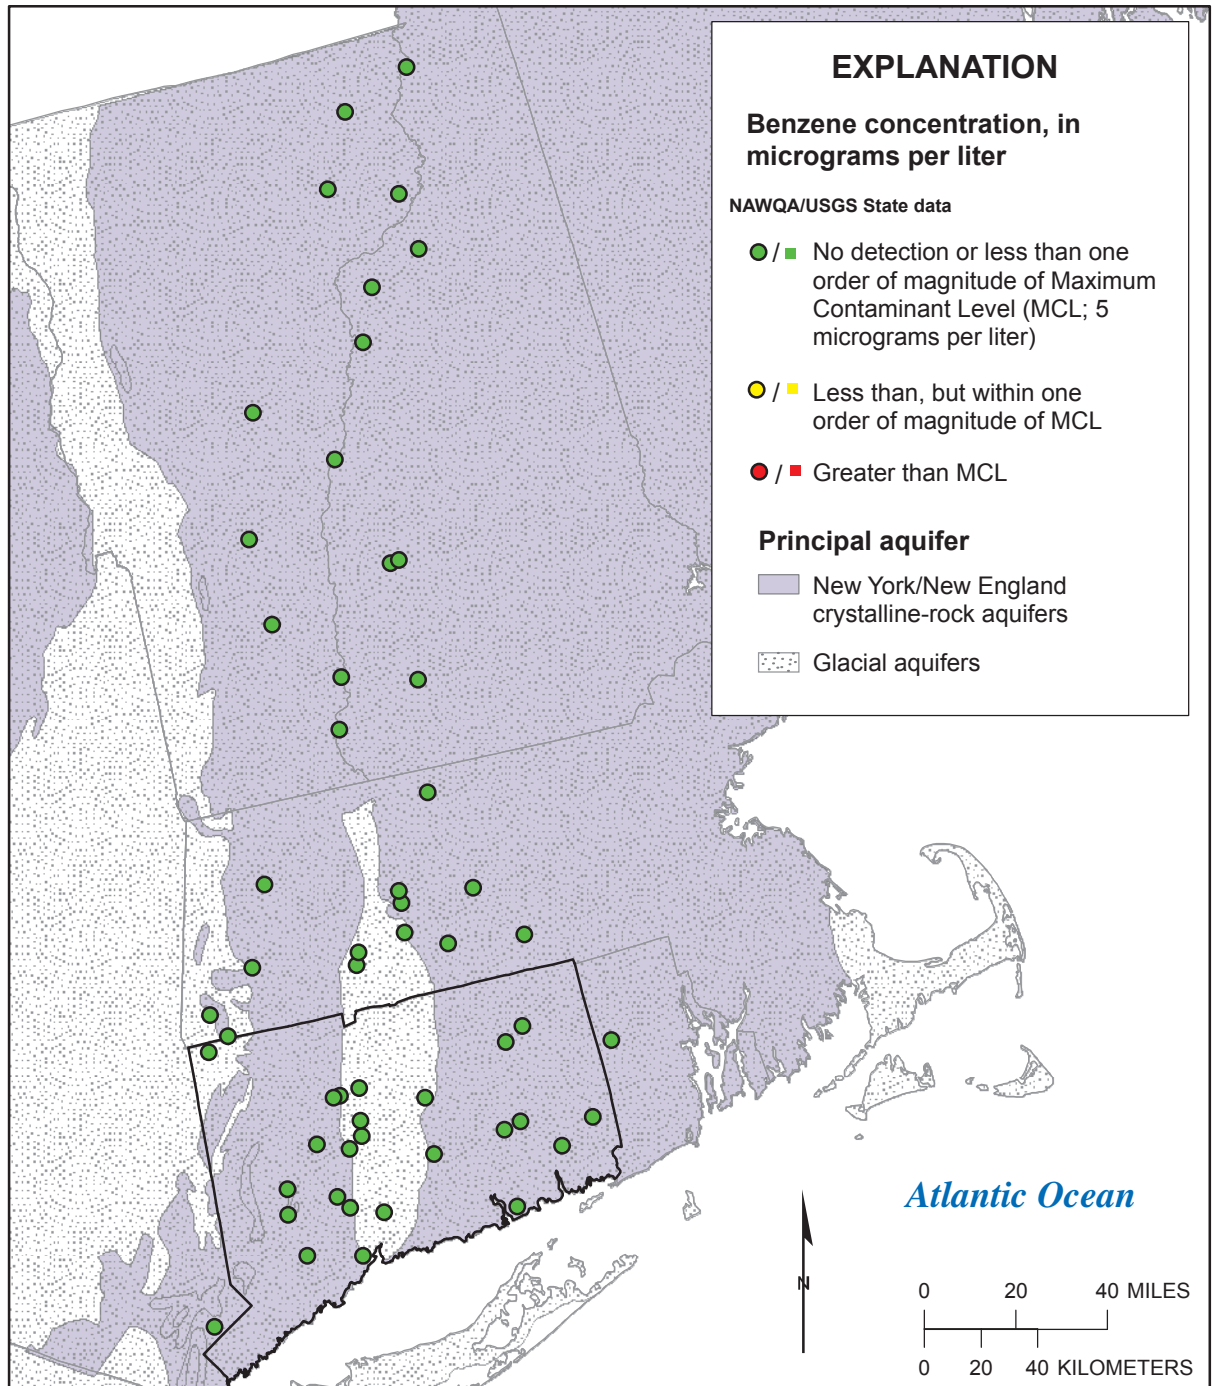 EXPLANATION
Benzene concentration, in
micrograms per liter
NAWQA/USGS State data
/ No detection or less than one
order of magnitude of Maximum
Contaminant Level (MCL; 5
micrograms per liter)
/ Less than, but within one
order of magnitude of MCL
/ Greater than MCL
Principal aquifer
New York/New England
crystalline-rock aquifers
Glacial aquifers
Atlantic Ocean
N
0 20 40 MILES
0 20 40 KILOMETERS